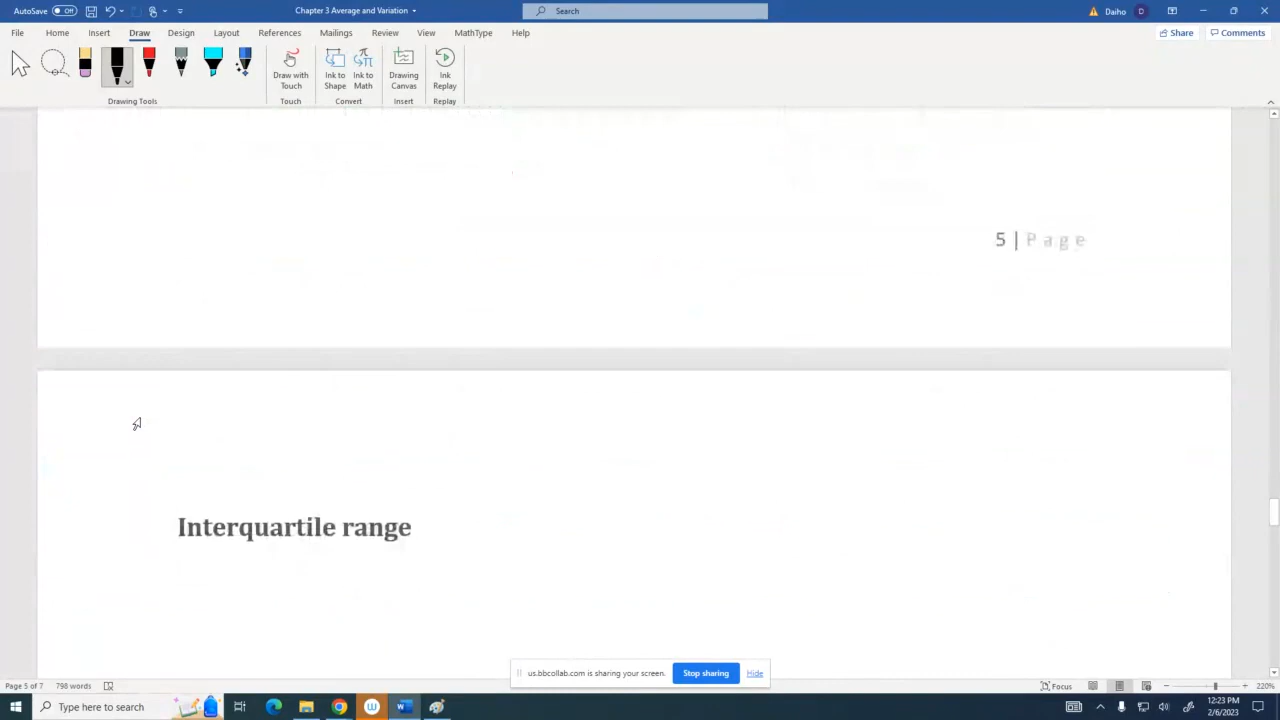 AutoSave Off Chapter 3 Average and Variation Search Daiho D
File Home Insert Draw Design Layout References Mailings Review View MathType Help Share Comments
Draw with Touch
Ink to Shape
Ink to Math
Drawing Canvas
Ink Replay
Drawing Tools Touch Convert Insert Replay
5 | Page
Interquartile range
us.bbcollab.com is sharing your screen. Stop sharing Hide
Page 5 of 7 798 words Focus 220%
Type here to search 12:23 PM
2/6/2023